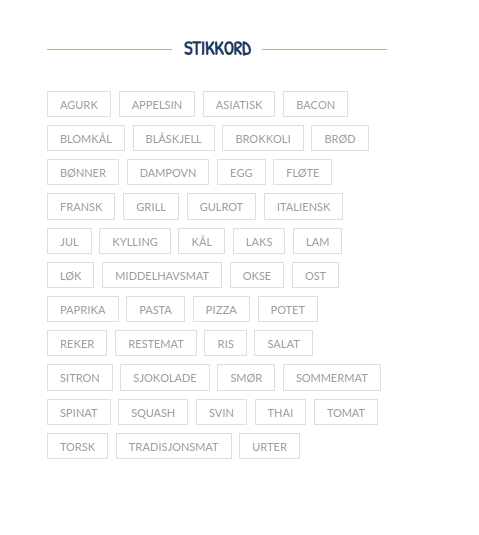 STIKKORD
AGURK APPELSIN ASIATISK BACON
BLOMKÅL BLÅSKJELL BROKKOLI BRØD
BØNNER DAMPOVN EGG FLØTE
FRANSK GRILL GULROT ITALIENSK
JUL KYLLING KÅL LAKS LAM
LØK MIDDELHAVSMAT OKSE OST
PAPRIKA PASTA PIZZA POTET
REKER RESTEMAT RIS SALAT
SITRON SJOKOLADE SMØR SOMMERMAT
SPINAT SQUASH SVIN THAI TOMAT
TORSK TRADISJONSMAT URTER